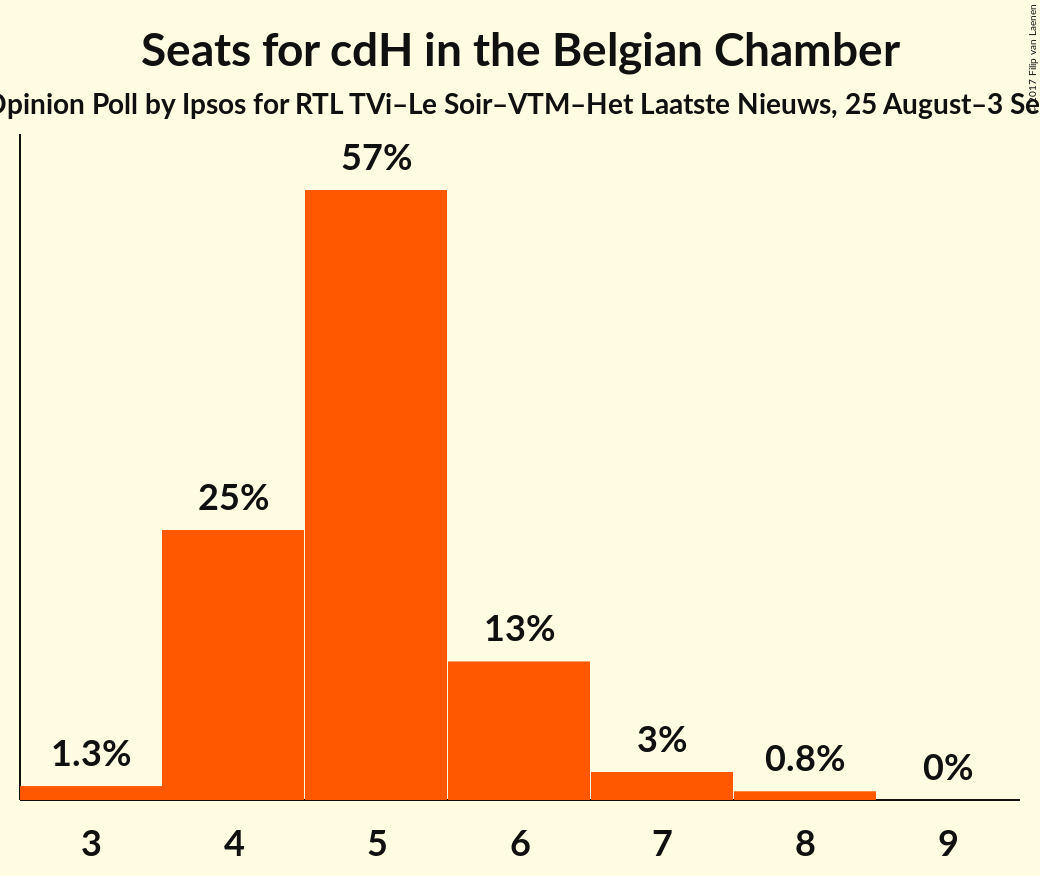 Seats for cdH in the Belgian Chamber
Opinion Poll by Ipsos for RTL TVi–Le Soir–VTM–Het Laatste Nieuws, 25 August–3
57%
25%
13%
1.3%
3%
0.8%
0%
3 4 5 6 7 8 9
2017 Filip van Laenen